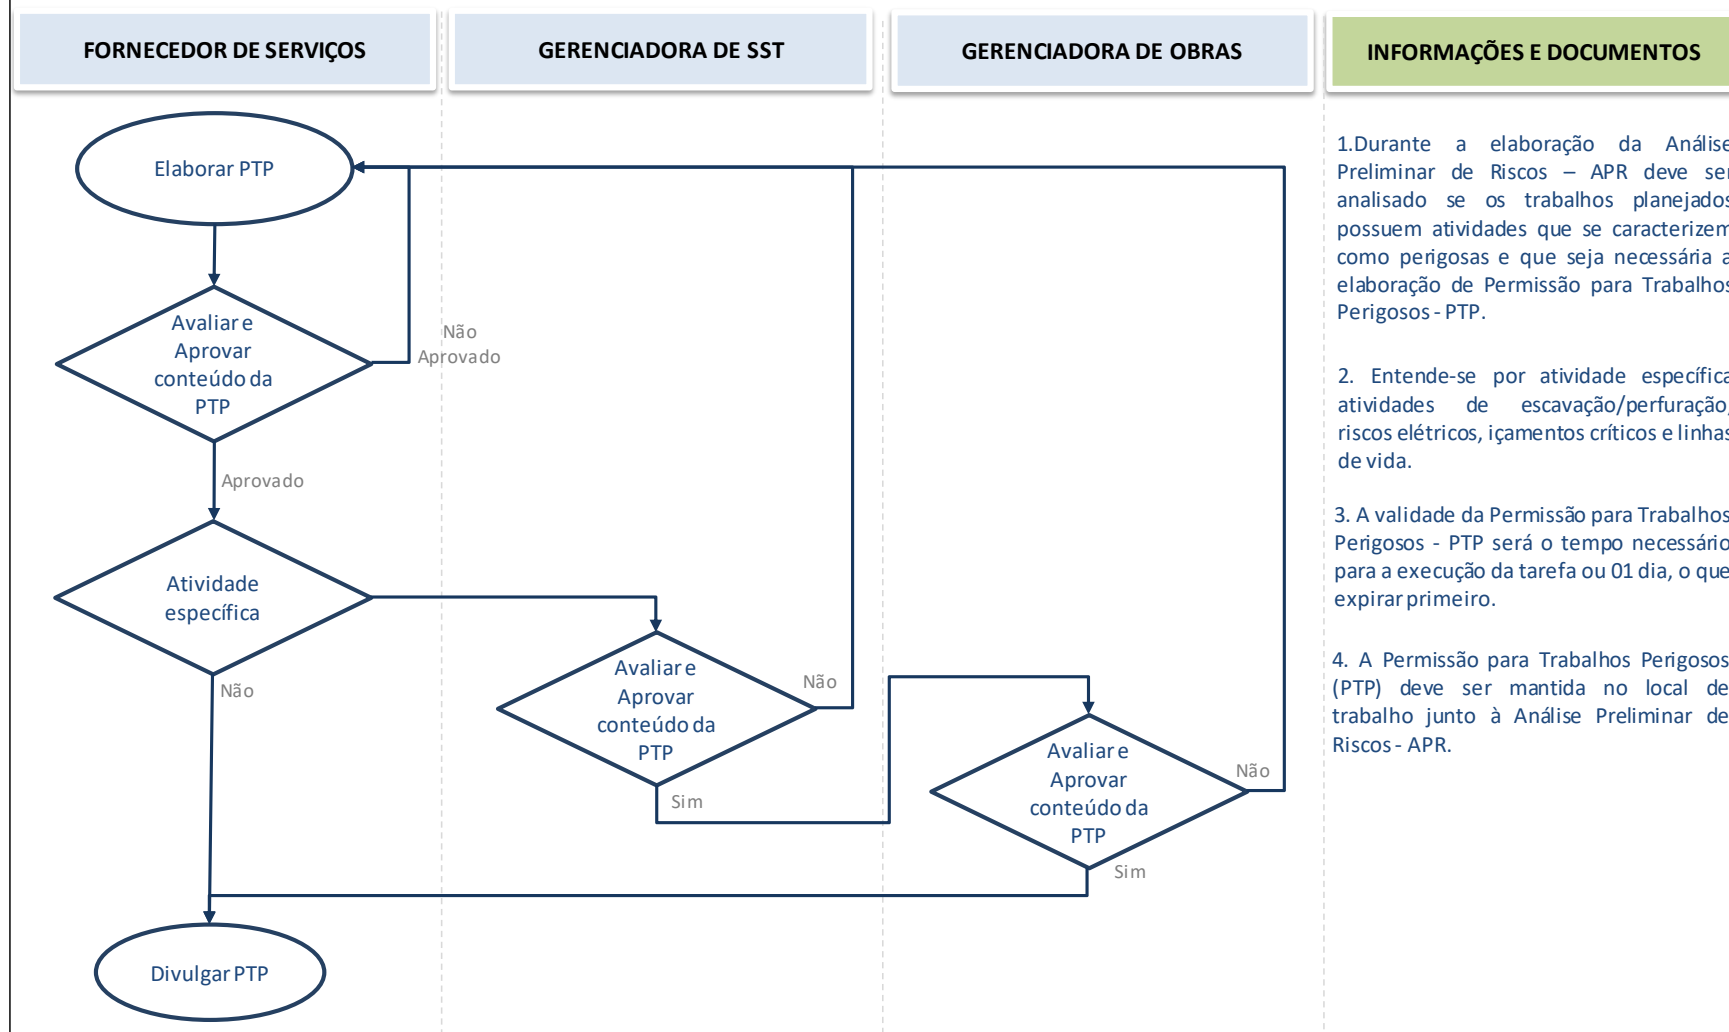 FORNECEDOR DE SERVIÇOS
GERENCIADORA DE SST
GERENCIADORA DE OBRAS
INFORMAÇÕES E DOCUMENTOS
Elaborar PTP
Avaliar e
Aprovar
conteúdo da
PTP
Não
Aprovado
Aprovado
Atividade
específica
Não
Avaliar e
Aprovar
conteúdo da
PTP
Não
Sim
Avaliar e
Aprovar
conteúdo da
PTP
Não
Sim
Divulgar PTP
1.Durante a elaboração da Análise
Preliminar de Riscos – APR deve ser
analisado se os trabalhos planejados
possuem atividades que se caracterizem
como perigosas e que seja necessária a
elaboração de Permissão para Trabalhos
Perigosos - PTP.
2. Entende-se por atividade específica
atividades de escavação/perfuração,
riscos elétricos, içamentos críticos e linhas
de vida.
3. A validade da Permissão para Trabalhos
Perigosos - PTP será o tempo necessário
para a execução da tarefa ou 01 dia, o que
expirar primeiro.
4. A Permissão para Trabalhos Perigosos
(PTP) deve ser mantida no local de
trabalho junto à Análise Preliminar de
Riscos - APR.